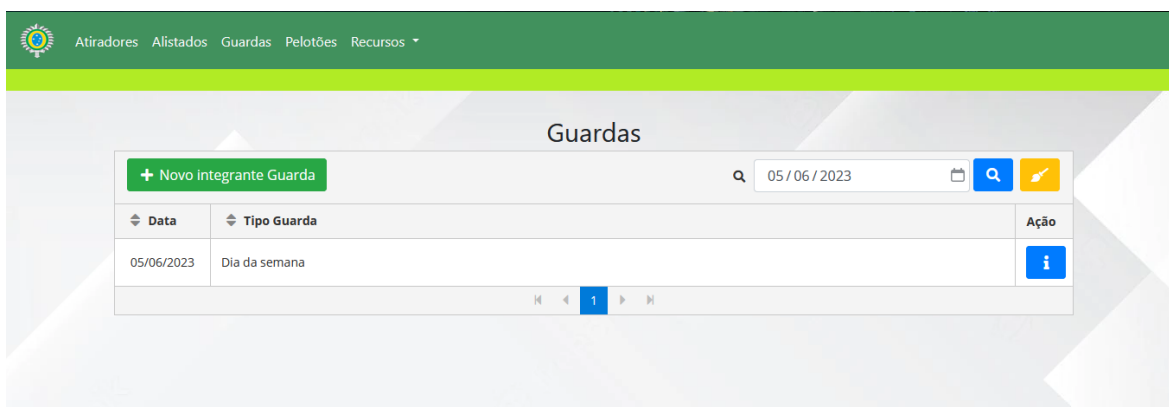 Atiradores Alistados Guardas Pelotões Recursos
Guardas
Novo integrante Guarda 05/06/2023
Data Tipo Guarda Ação
05/06/2023 Dia da semana
1